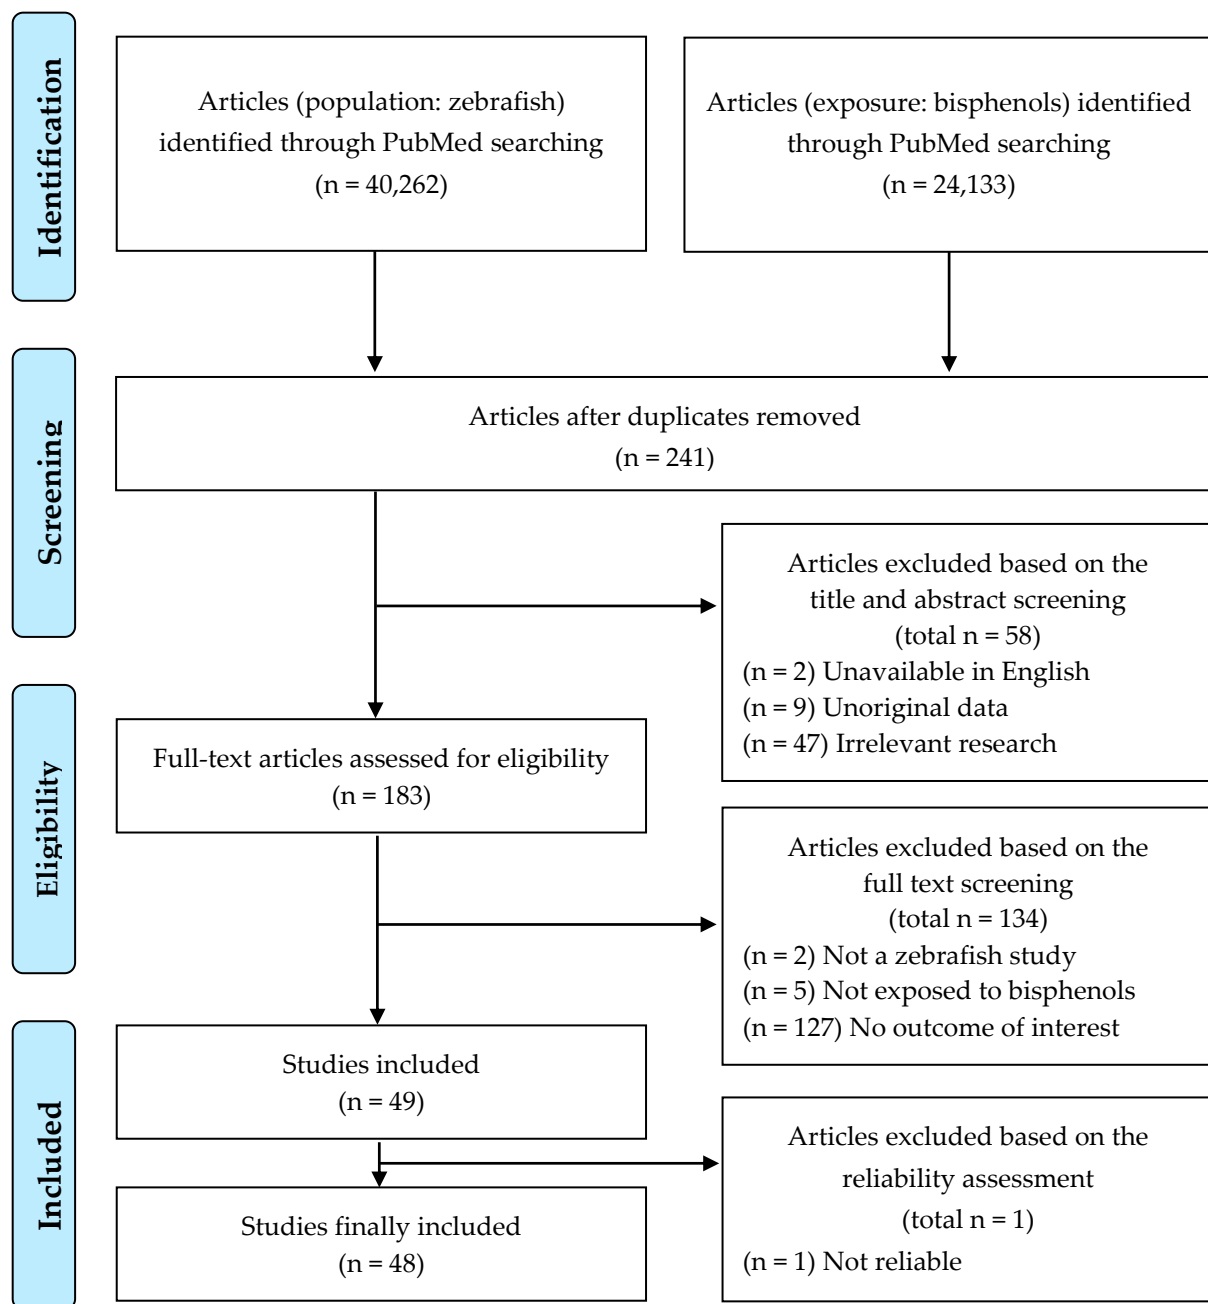 Identification
Articles (population: zebrafish)
identified through PubMed searching
(n = 40,262)
Articles (exposure: bisphenols) identified
through PubMed searching
(n = 24,133)
Screening
Articles after duplicates removed
(n = 241)
Articles excluded based on the
title and abstract screening
(total n = 58)
(n = 2) Unavailable in English
(n = 9) Unoriginal data
(n = 47) Irrelevant research
Eligibility
Full-text articles assessed for eligibility
(n = 183)
Articles excluded based on the
full text screening
(total n = 134)
(n = 2) Not a zebrafish study
(n = 5) Not exposed to bisphenols
(n = 127) No outcome of interest
Included
Studies included
(n = 49)
Articles excluded based on the
reliability assessment
(total n = 1)
(n = 1) Not reliable
Studies finally included
(n = 48)